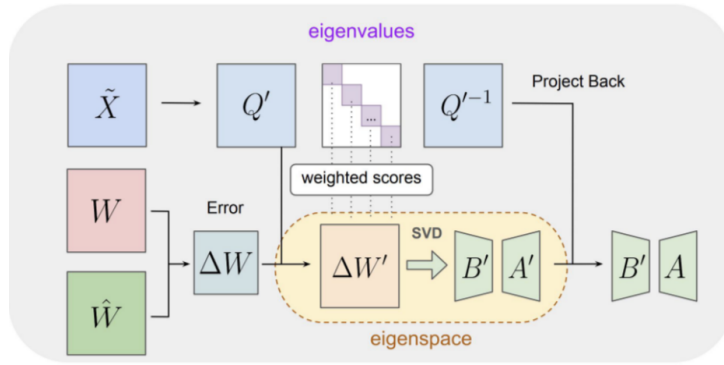 eigenvalues
X̃
Q′
...
Q′⁻¹
Project Back
weighted scores
W
Error
ΔW
ΔW′
SVD
B′
A′
B′
A
Ŵ
eigenspace